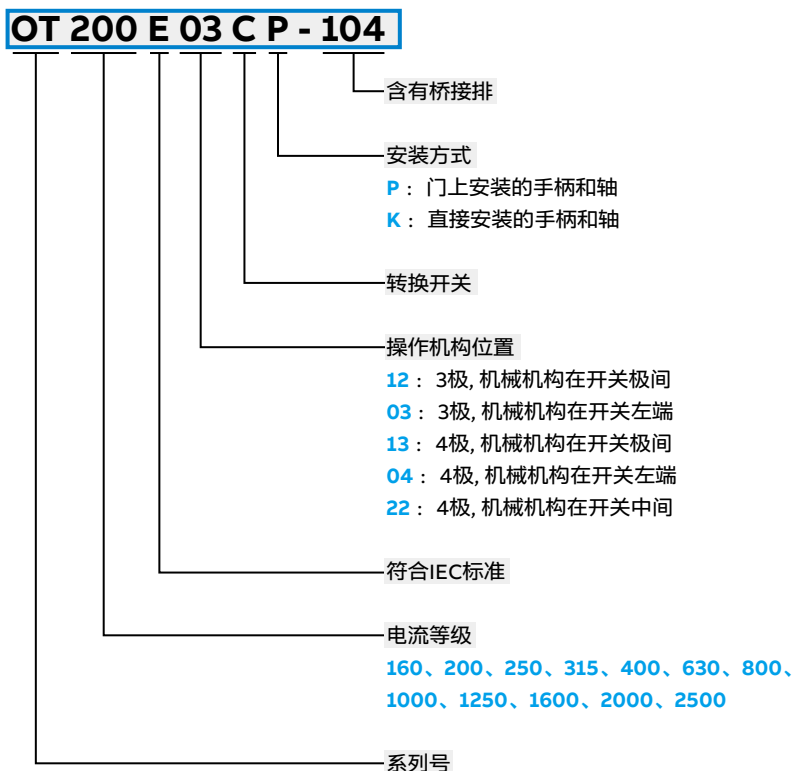 OT 200 E 03 C P - 104
含有桥接排
安装方式
P： 门上安装的手柄和轴
K： 直接安装的手柄和轴
转换开关
操作机构位置
12： 3极, 机械机构在开关极间
03： 3极, 机械机构在开关左端
13： 4极, 机械机构在开关极间
04： 4极, 机械机构在开关左端
22： 4极, 机械机构在开关中间
符合IEC标准
电流等级
160、200、250、315、400、630、800、
1000、1250、1600、2000、2500
系列号